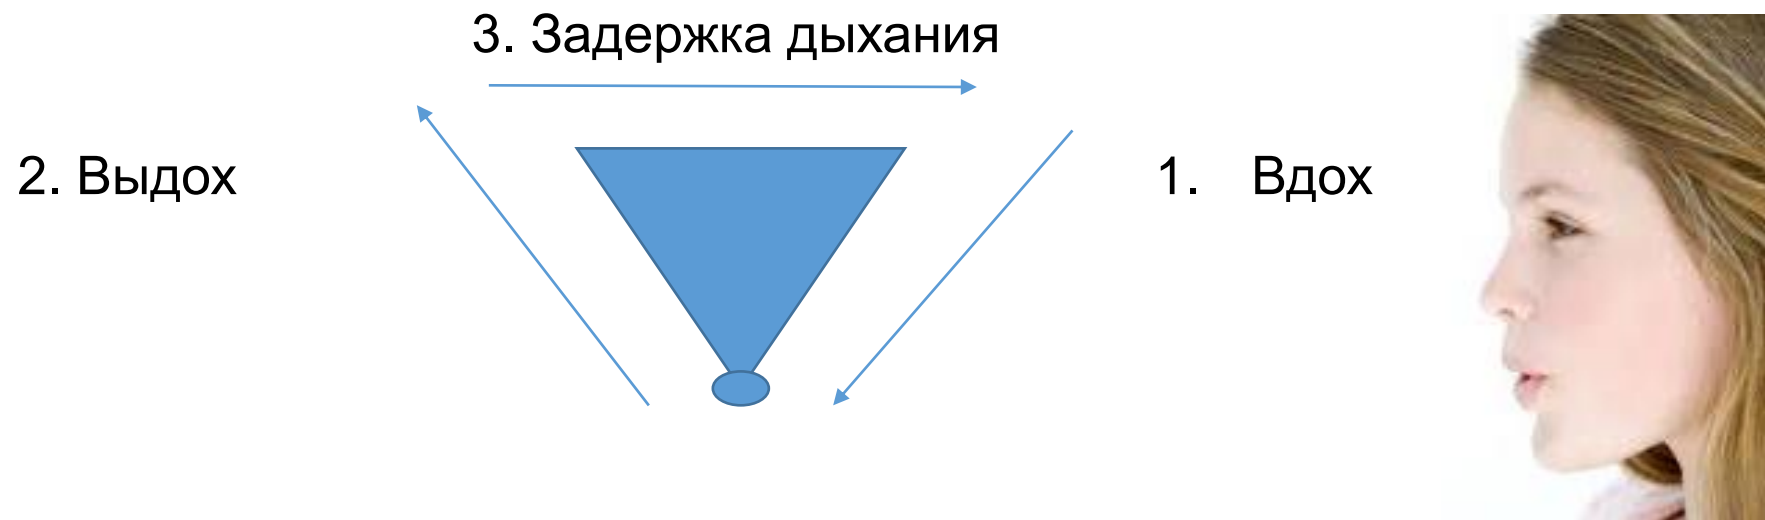 3. Задержка дыхания
2. Выдох
1. Вдох